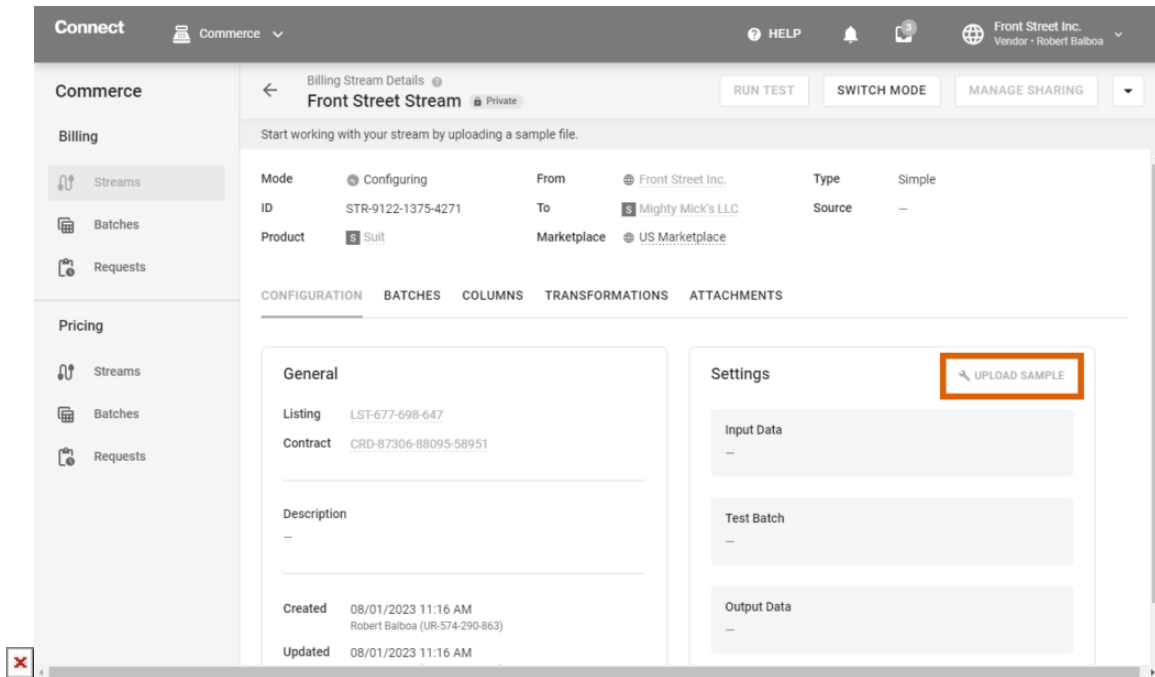 Connect
Commerce
HELP
3
Front Street Inc.
Vendor • Robert Balboa
Commerce
Billing
Streams
Batches
Requests
Pricing
Streams
Batches
Requests
Billing Stream Details
Front Street Stream Private
RUN TEST
SWITCH MODE
MANAGE SHARING
Start working with your stream by uploading a sample file.
Mode Configuring From Front Street Inc. Type Simple
ID STR-9122-1375-4271 To S Mighty Mick's LLC Source –
Product S Suit Marketplace US Marketplace
CONFIGURATION BATCHES COLUMNS TRANSFORMATIONS ATTACHMENTS
General
Listing LST-677-698-647
Contract CRD-87306-88095-58951
Description
–
Created 08/01/2023 11:16 AM
Robert Balboa (UR-574-290-863)
Updated 08/01/2023 11:16 AM
Settings
UPLOAD SAMPLE
Input Data
–
Test Batch
–
Output Data
–